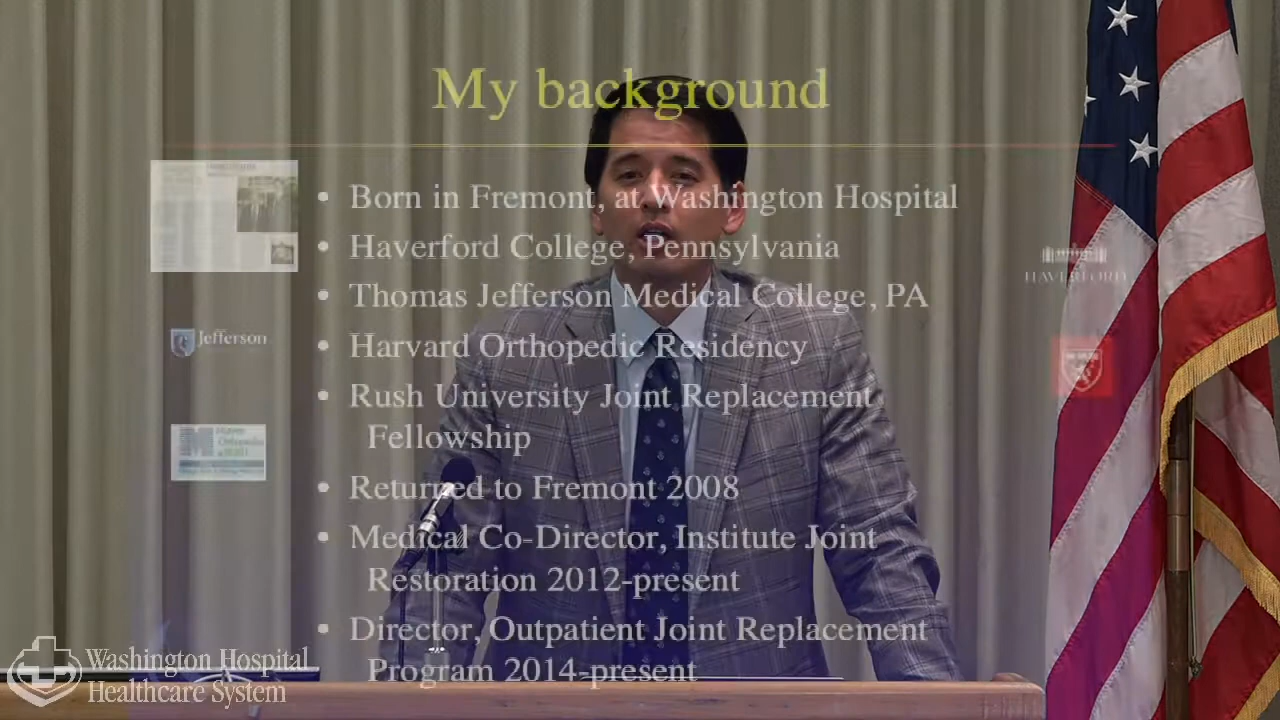 My background
• Born in Fremont, at Washington Hospital
• Haverford College, Pennsylvania
• Thomas Jefferson Medical College, PA
• Harvard Orthopedic Residency
• Rush University Joint Replacement
Fellowship
• Returned to Fremont 2008
• Medical Co-Director, Institute Joint
Restoration 2012-present
• Director, Outpatient Joint Replacement
Program 2014-present
Jefferson
HAVERFORD
Washington Hospital
Healthcare System